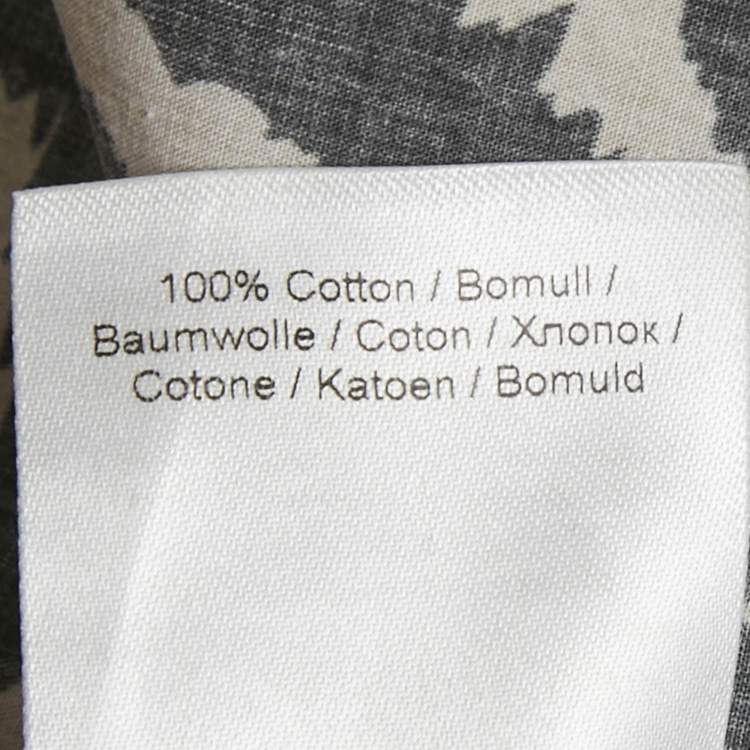 100% Cotton / Bomull /
Baumwolle / Coton / Хлопок /
Cotone / Katoen / Bomuld